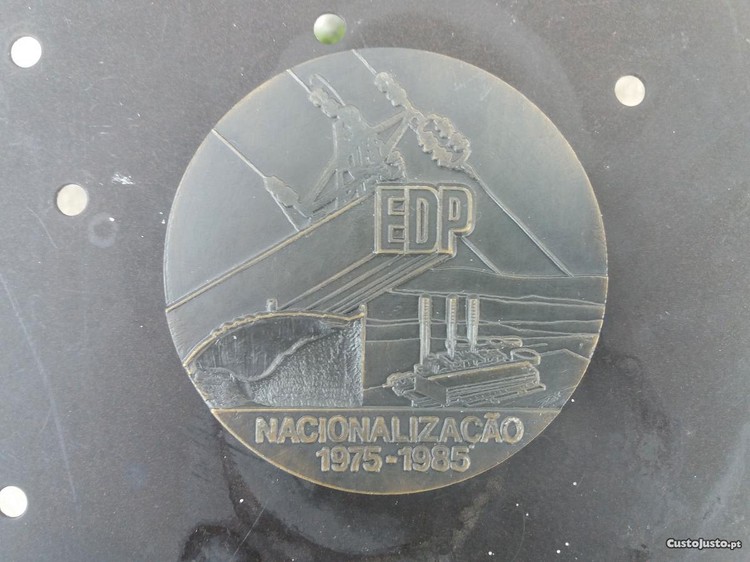 EDP
NACIONALIZAÇÃO
1975-1985
CustoJusto.pt